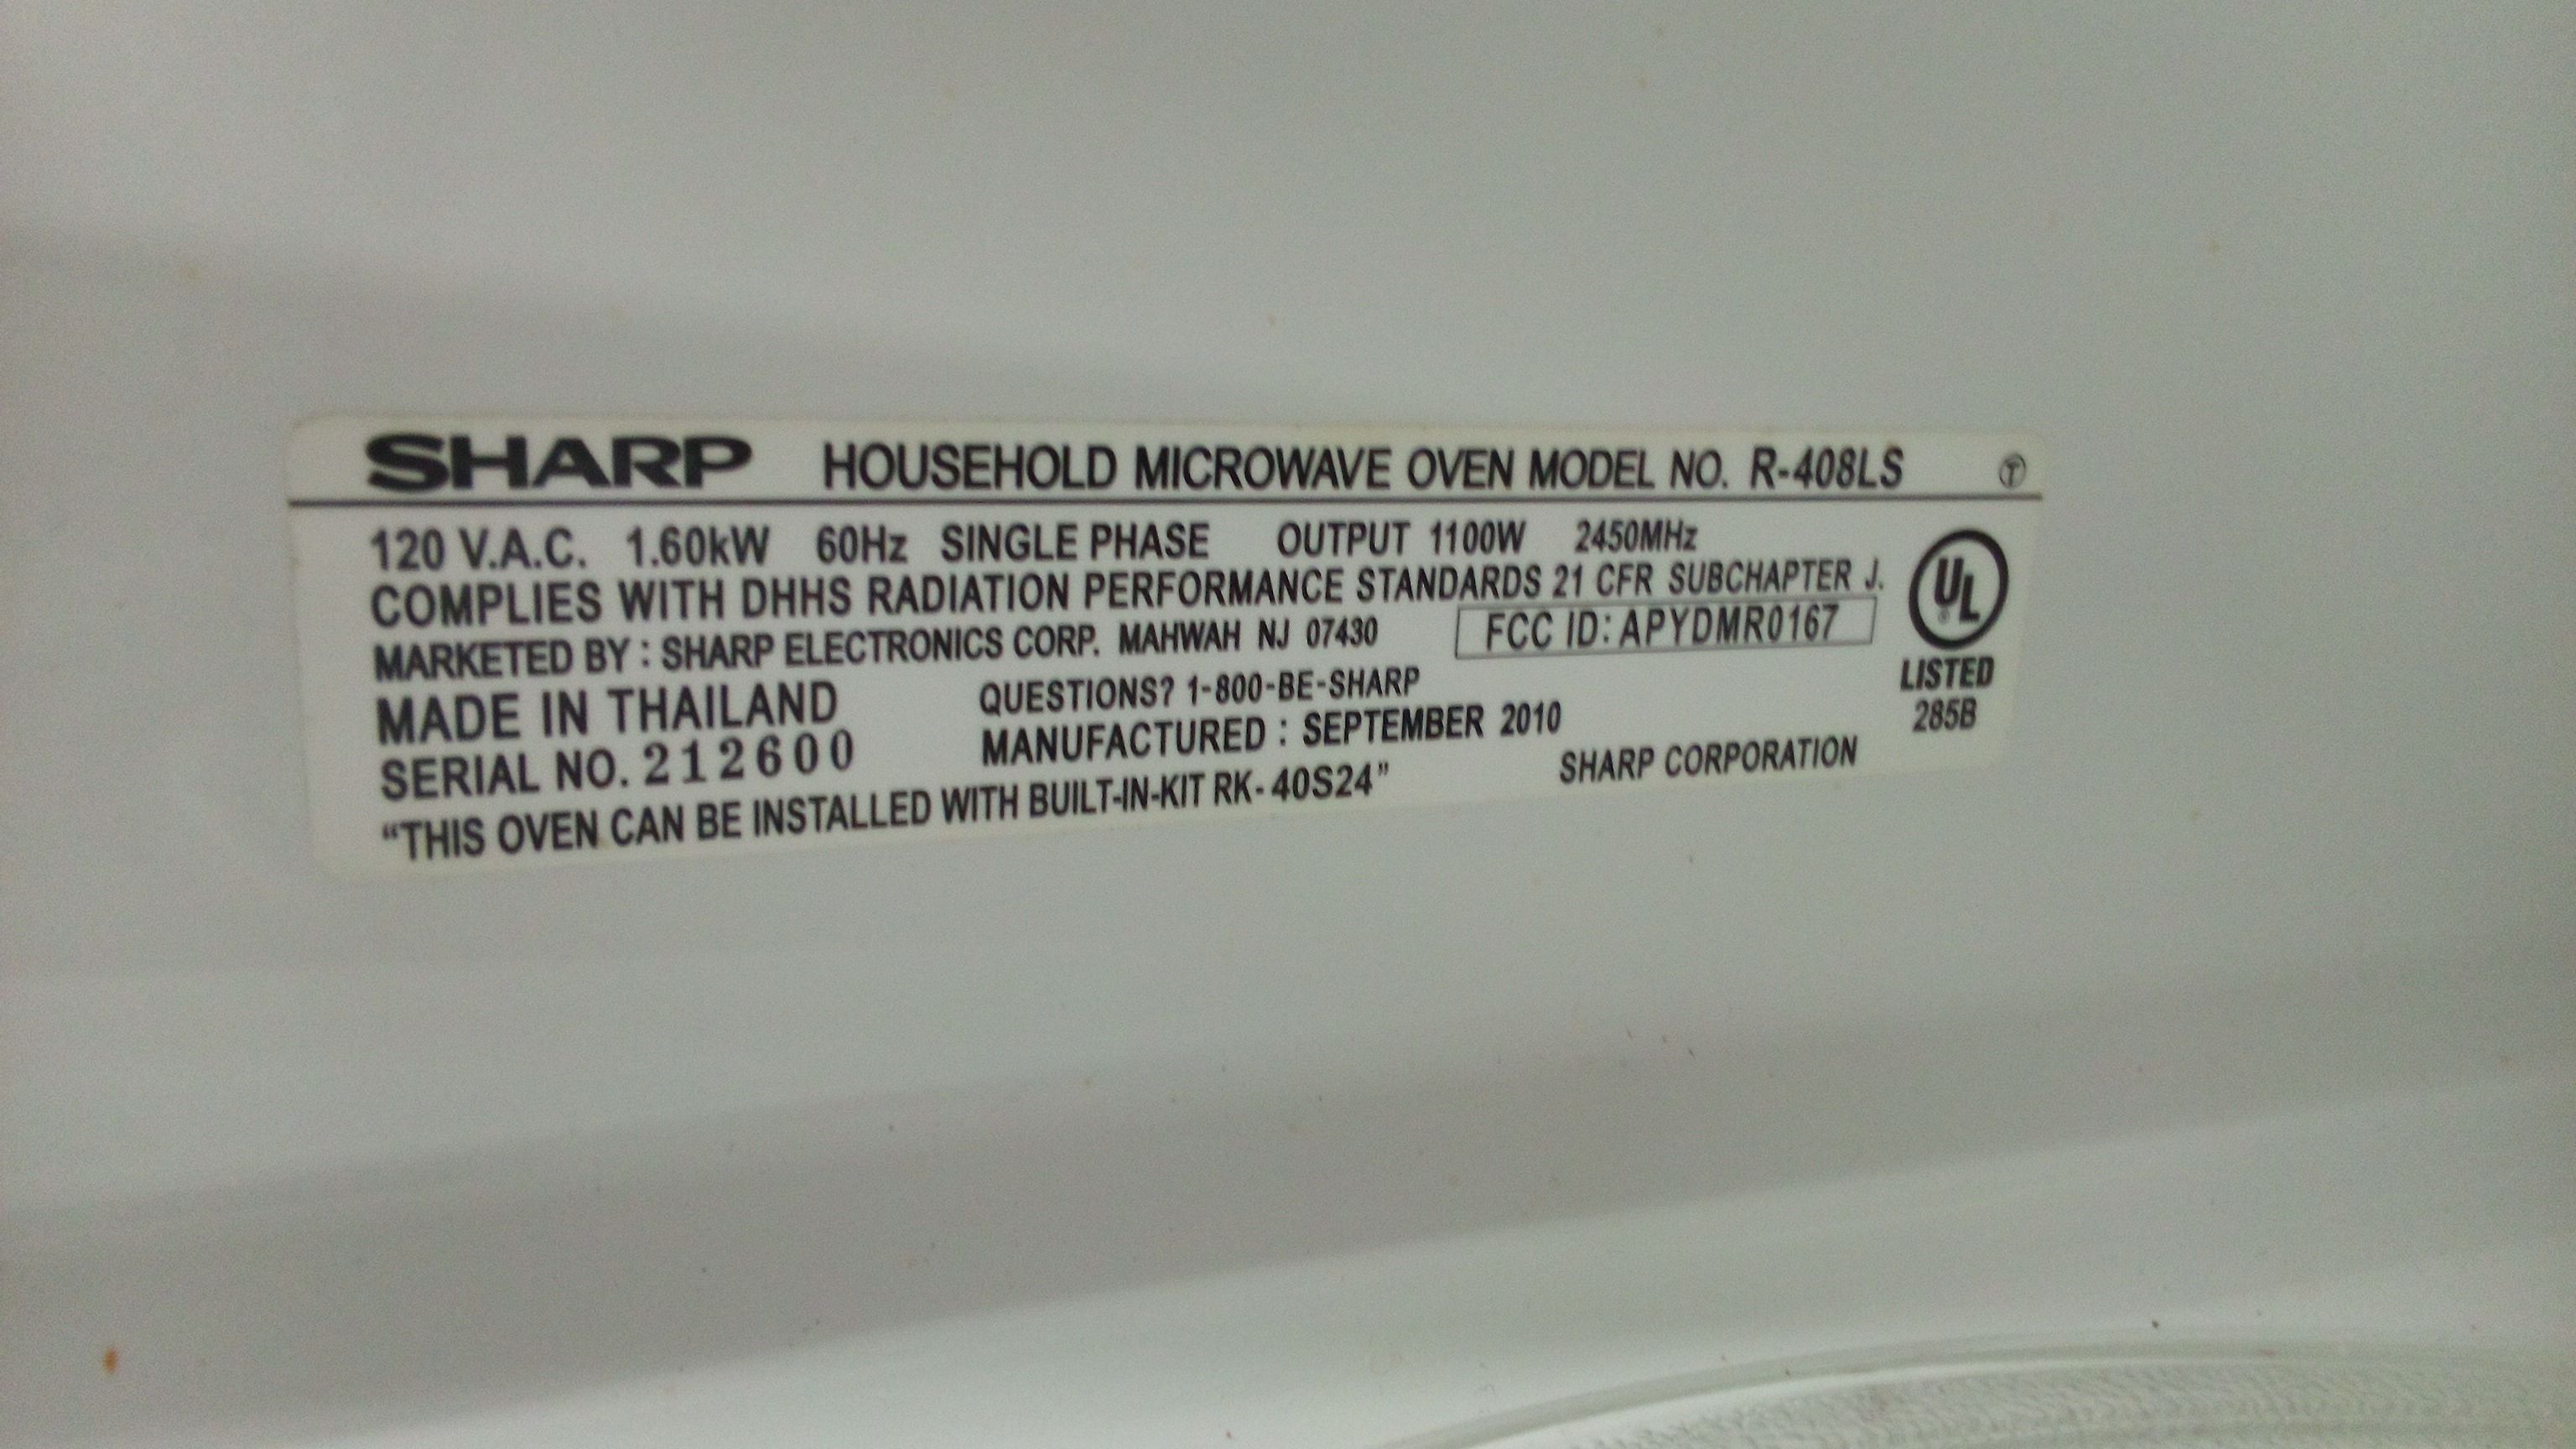 SHARP HOUSEHOLD MICROWAVE OVEN MODEL NO. R-408LS T
120 V.A.C. 1.60kW 60Hz SINGLE PHASE OUTPUT 1100W 2450MHz
COMPLIES WITH DHHS RADIATION PERFORMANCE STANDARDS 21 CFR SUBCHAPTER J.
MARKETED BY : SHARP ELECTRONICS CORP. MAHWAH NJ 07430 FCC ID: APYDMR0167
UL®
LISTED
285B
MADE IN THAILAND QUESTIONS? 1-800-BE-SHARP
SERIAL NO. 212600 MANUFACTURED : SEPTEMBER 2010
SHARP CORPORATION
“THIS OVEN CAN BE INSTALLED WITH BUILT-IN-KIT RK-40S24”